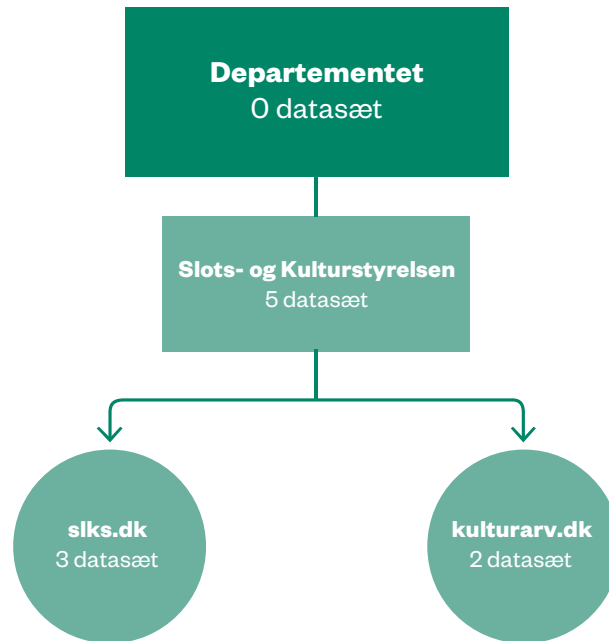 Departementet
0 datasæt
Slots- og Kulturstyrelsen
5 datasæt
slks.dk
3 datasæt
kulturarv.dk
2 datasæt